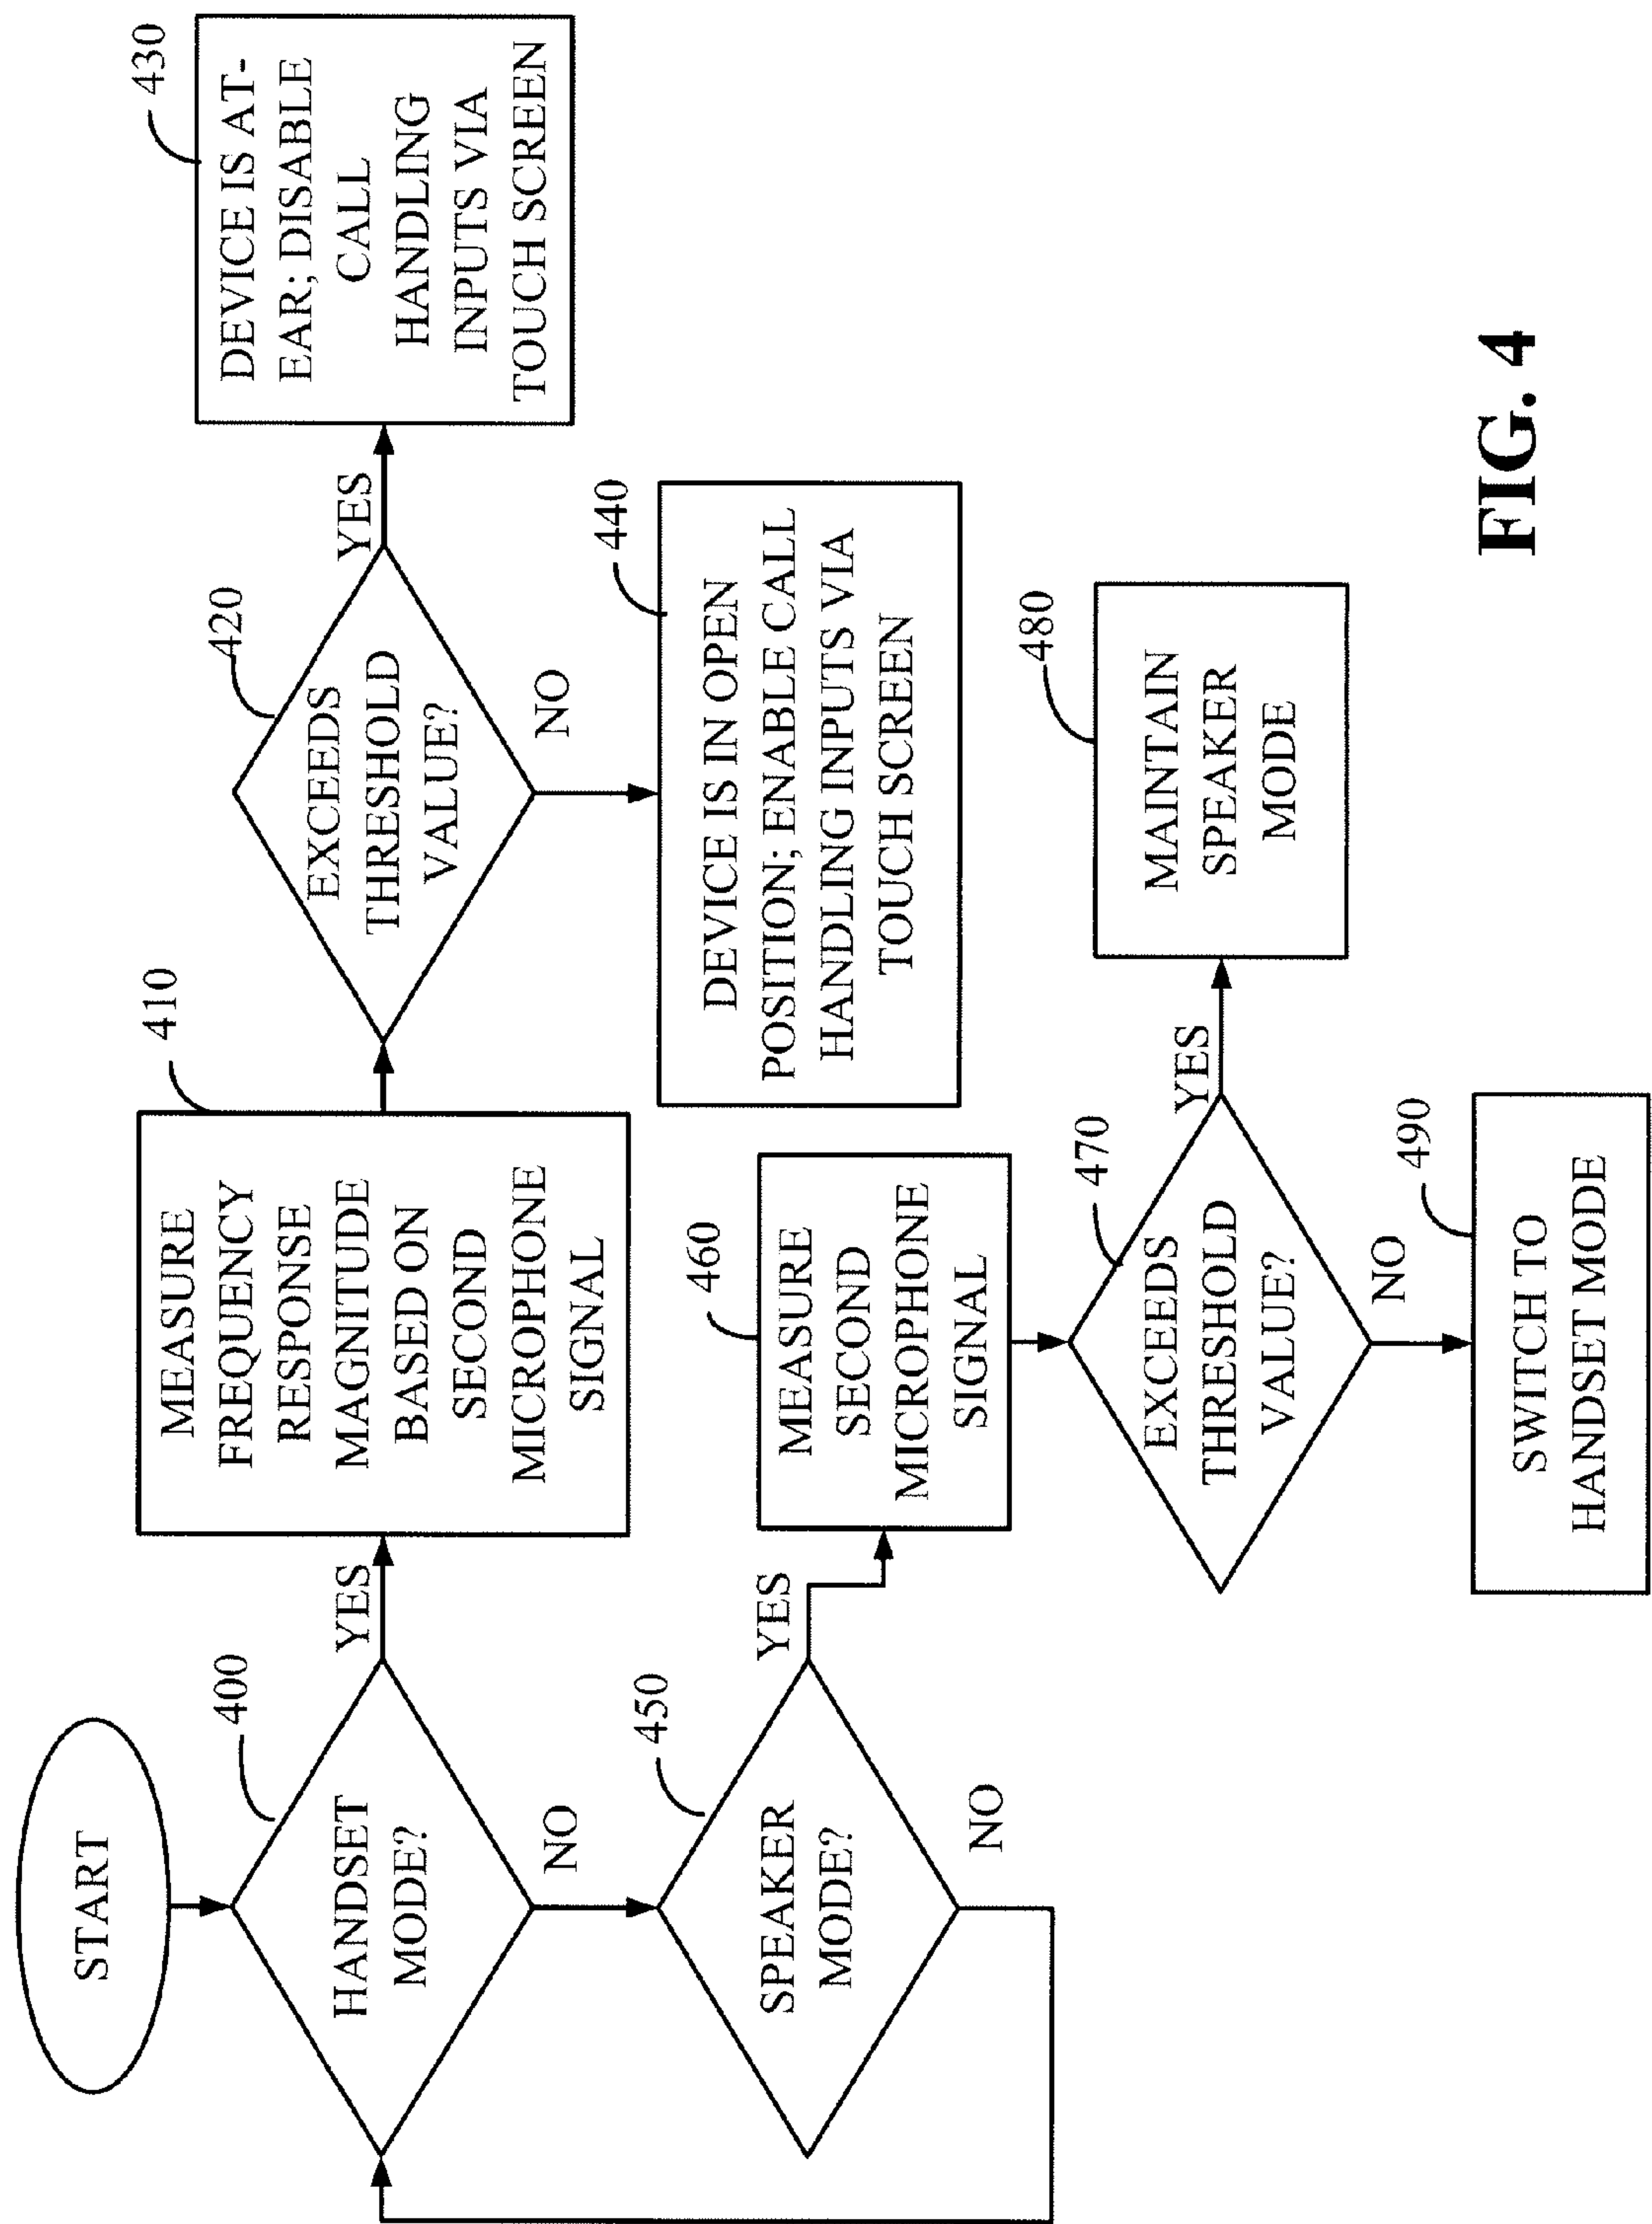 START
400
HANDSET
MODE?
YES
NO
410
MEASURE
FREQUENCY
RESPONSE
MAGNITUDE
BASED ON
SECOND
MICROPHONE
SIGNAL
420
EXCEEDS
THRESHOLD
VALUE?
YES
NO
430
DEVICE IS AT-
EAR; DISABLE
CALL
HANDLING
INPUTS VIA
TOUCH SCREEN
440
DEVICE IS IN OPEN
POSITION; ENABLE CALL
HANDLING INPUTS VIA
TOUCH SCREEN
450
SPEAKER
MODE?
YES
NO
460
MEASURE
SECOND
MICROPHONE
SIGNAL
470
EXCEEDS
THRESHOLD
VALUE?
YES
NO
480
MAINTAIN
SPEAKER
MODE
490
SWITCH TO
HANDSET MODE
FIG. 4